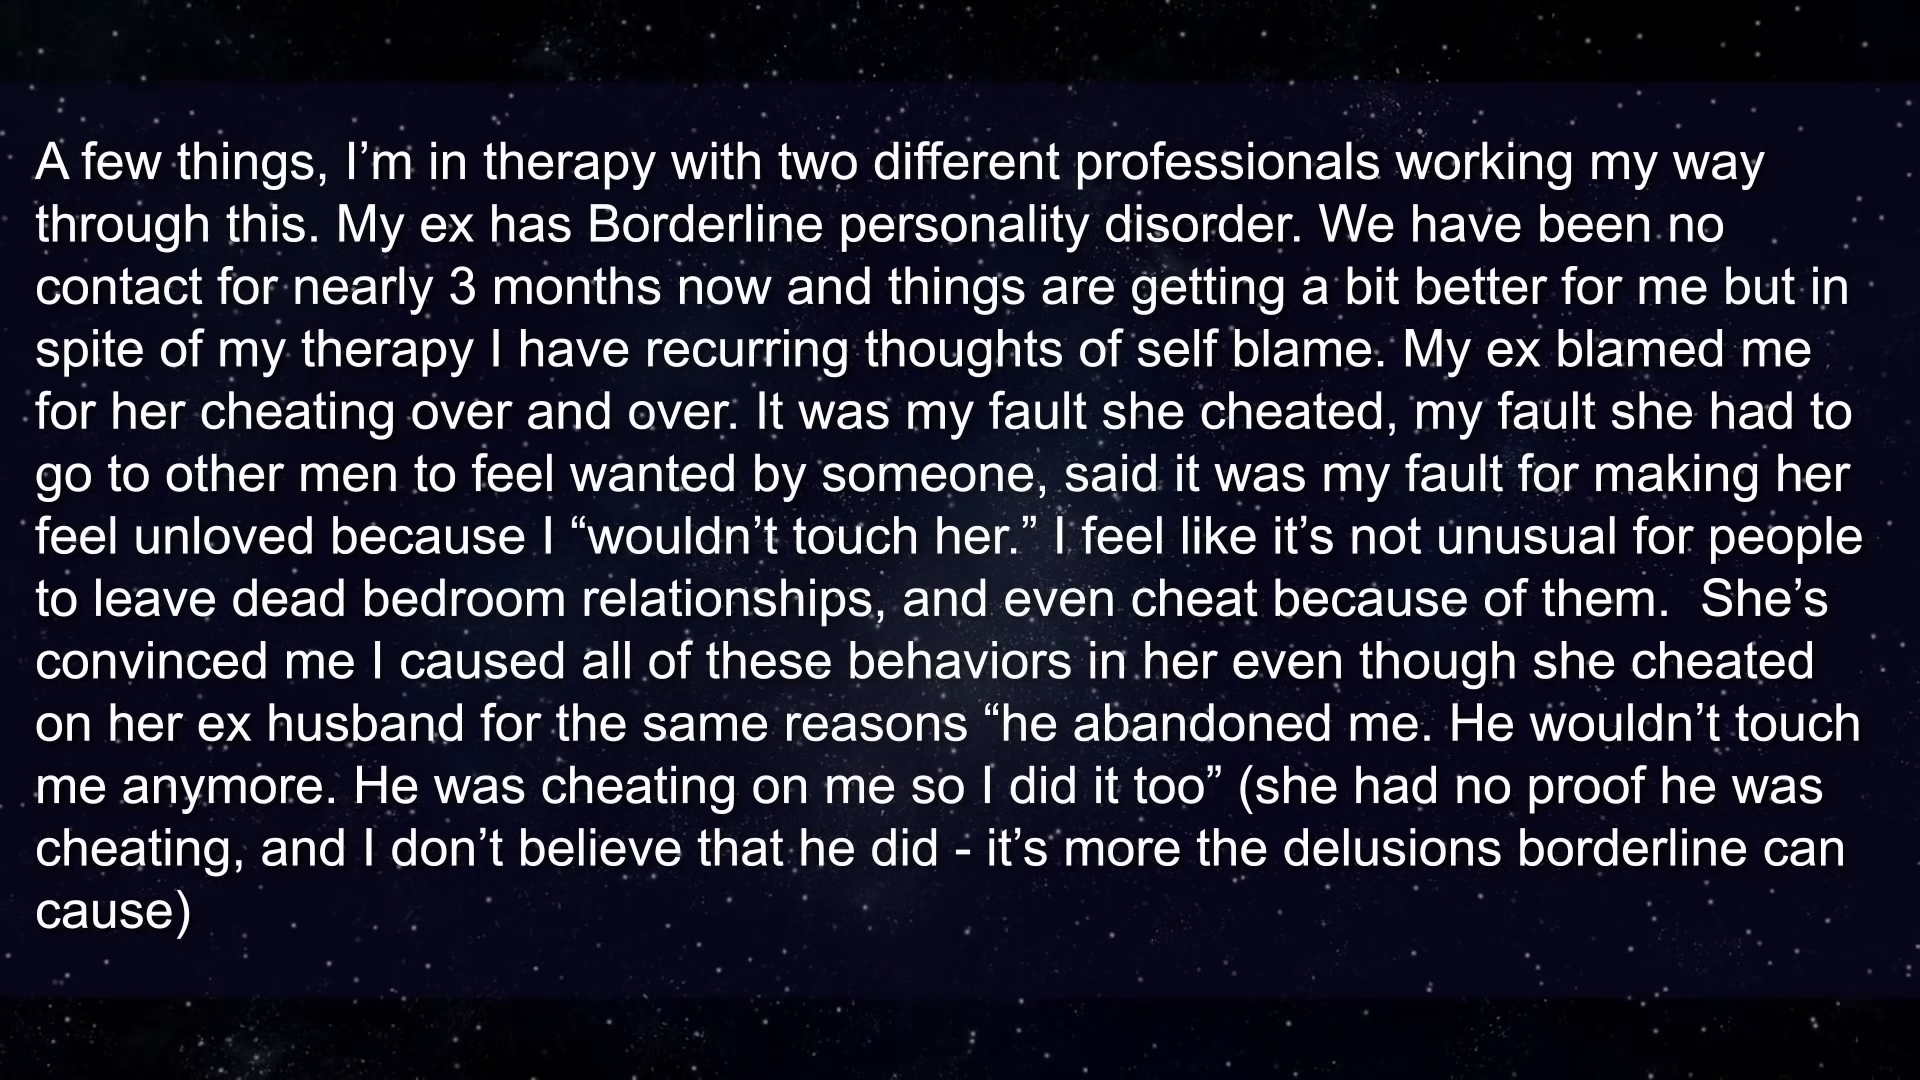 A few things, I’m in therapy with two different professionals working my way
through this. My ex has Borderline personality disorder. We have been no
contact for nearly 3 months now and things are getting a bit better for me but in
spite of my therapy I have recurring thoughts of self blame. My ex blamed me
for her cheating over and over. It was my fault she cheated, my fault she had to
go to other men to feel wanted by someone, said it was my fault for making her
feel unloved because I “wouldn’t touch her.” I feel like it’s not unusual for people
to leave dead bedroom relationships, and even cheat because of them.  She’s
convinced me I caused all of these behaviors in her even though she cheated
on her ex husband for the same reasons “he abandoned me. He wouldn’t touch
me anymore. He was cheating on me so I did it too” (she had no proof he was
cheating, and I don’t believe that he did - it’s more the delusions borderline can
cause)